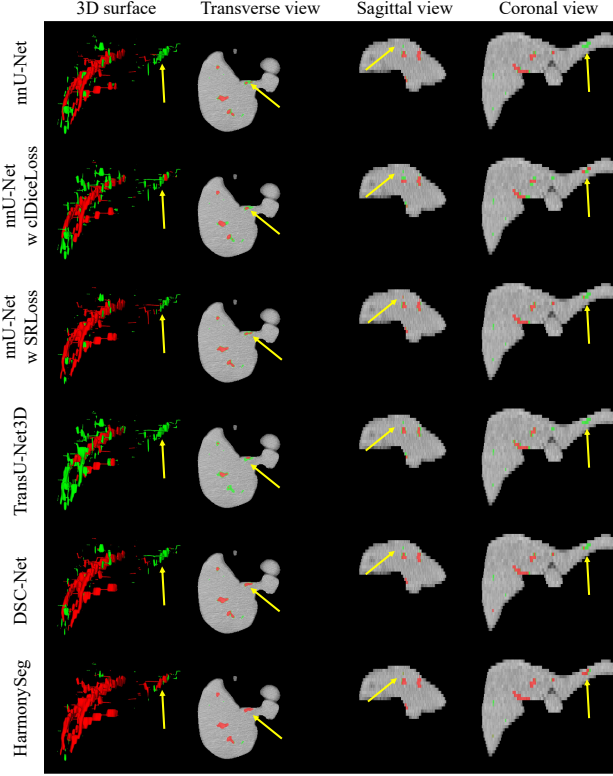 3D surface
Transverse view
Sagittal view
Coronal view
nnU-Net
nnU-Net
w clDiceLoss
nnU-Net
w SRLoss
TransU-Net3D
DSC-Net
HarmonySeg